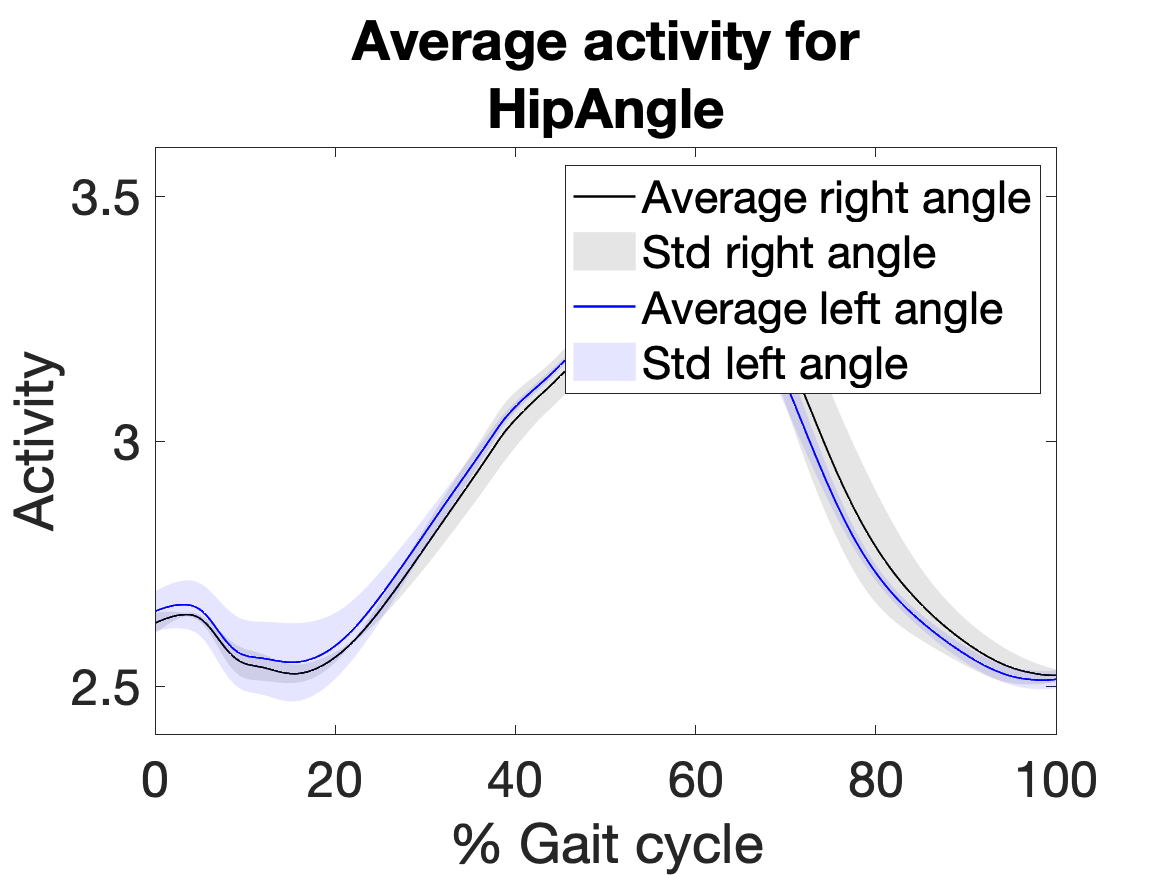 Average activity for
HipAngle
3.5
3
2.5
Activity
Average right angle
Std right angle
Average left angle
Std left angle
0 20 40 60 80 100
% Gait cycle